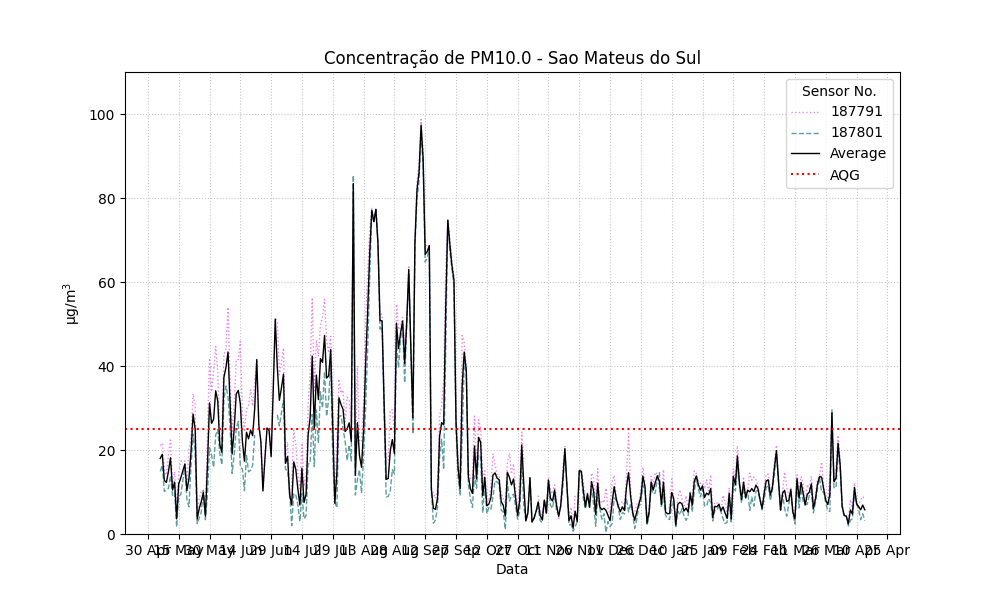 Concentração de PM10.0 - Sao Mateus do Sul
Sensor No.
187791
187801
Average
AQG
100
80
60
40
20
0
µg/m³
30 Apr 15 May 30 May 14 Jun 29 Jun 14 Jul 29 Jul 13 Aug 28 Aug 12 Sep 27 Sep 12 Oct 27 Oct 11 Nov 26 Nov 11 Dec 26 Dec 10 Jan 25 Jan 09 Feb 24 Feb 11 Mar 26 Mar 10 Apr 25 Apr
Data